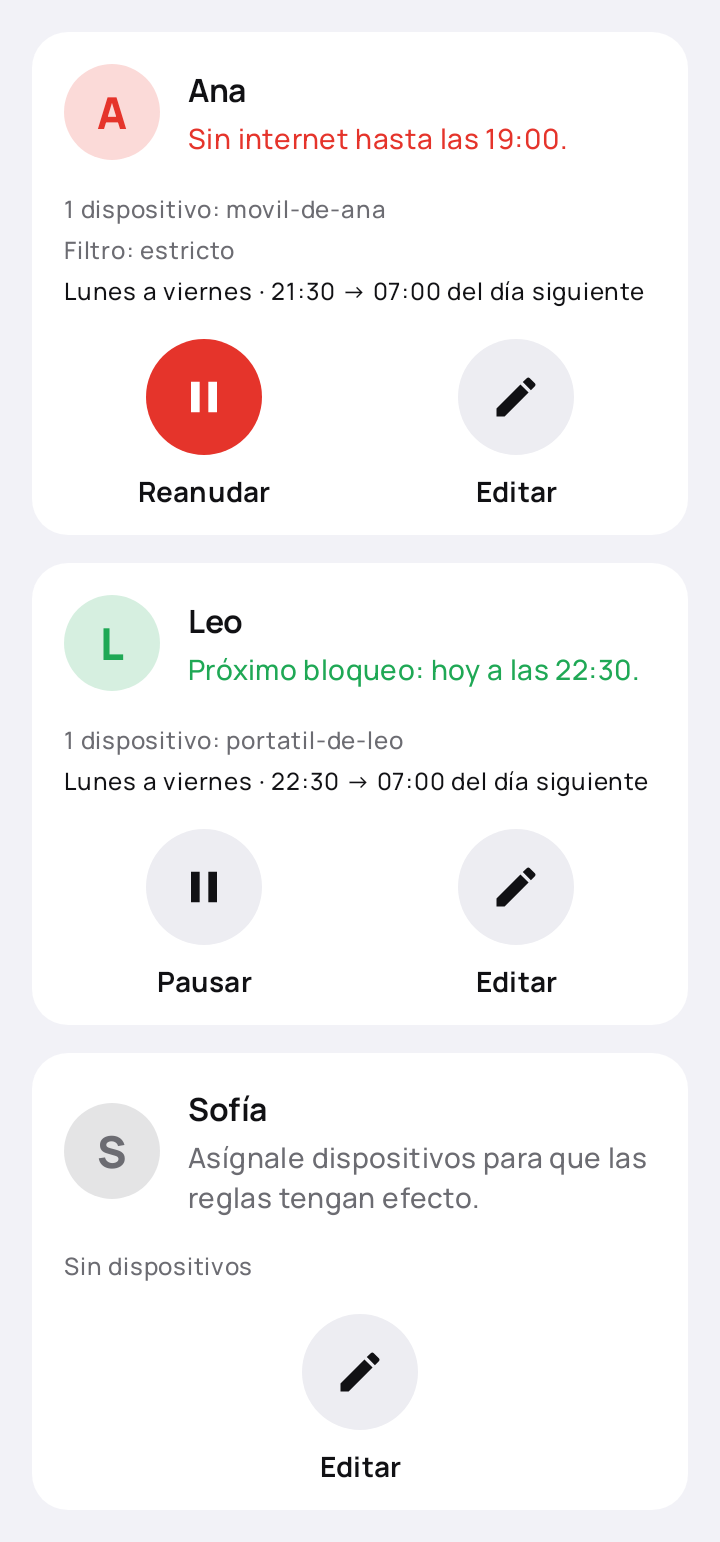 A
Ana
Sin internet hasta las 19:00.
1 dispositivo: movil-de-ana
Filtro: estricto
Lunes a viernes · 21:30 → 07:00 del día siguiente
Reanudar
Editar
L
Leo
Próximo bloqueo: hoy a las 22:30.
1 dispositivo: portatil-de-leo
Lunes a viernes · 22:30 → 07:00 del día siguiente
Pausar
Editar
S
Sofía
Asígnale dispositivos para que las
reglas tengan efecto.
Sin dispositivos
Editar